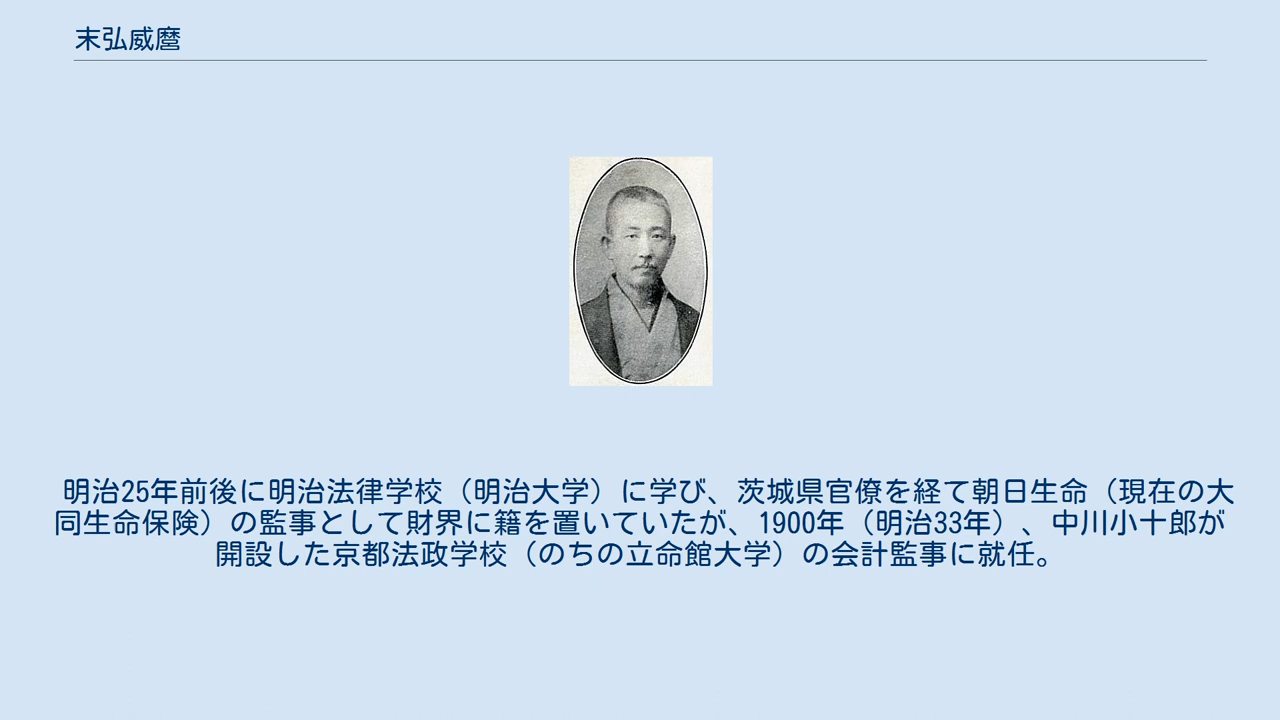 末弘威麿
明治25年前後に明治法律学校（明治大学）に学び、茨城県官僚を経て朝日生命（現在の大
同生命保険）の監事として財界に籍を置いていたが、1900年（明治33年）、中川小十郎が
開設した京都法政学校（のちの立命館大学）の会計監事に就任。